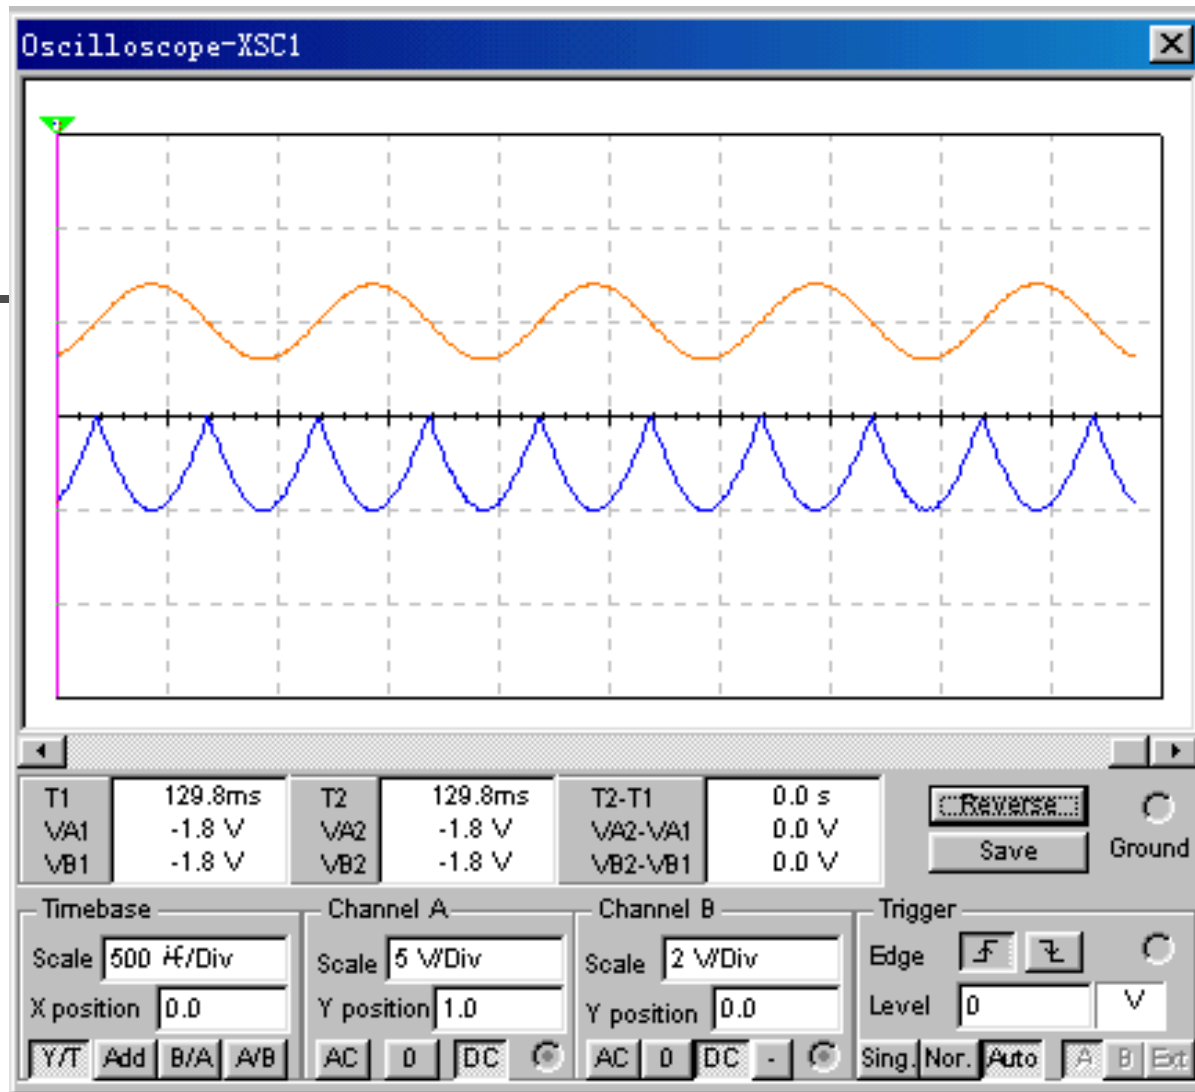 Oscilloscope-XSC1
T1 129.8ms T2 129.8ms T2-T1 0.0 s
VA1 -1.8 V VA2 -1.8 V VA2-VA1 0.0 V
VB1 -1.8 V VB2 -1.8 V VB2-VB1 0.0 V
Reverse
Save
Ground
Timebase
Scale 500 /Div
X position 0.0
Y/T Add B/A A/B
Channel A
Scale 5 V/Div
Y position 1.0
AC 0 DC
Channel B
Scale 2 V/Div
Y position 0.0
AC 0 DC -
Trigger
Edge
Level 0 V
Sing. Nor. Auto A B Ext